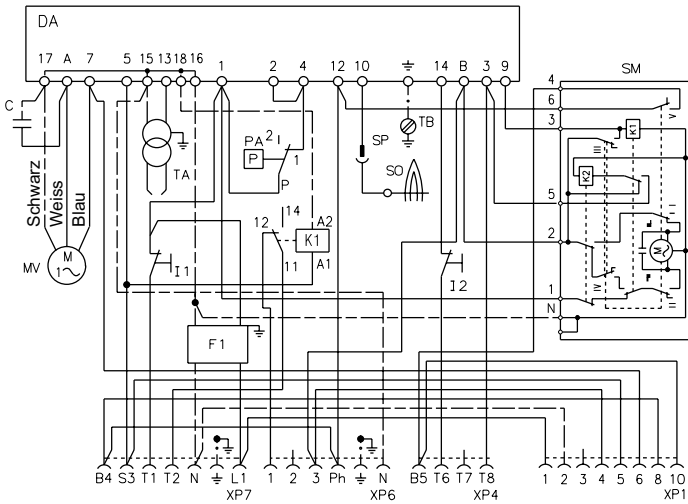 DA
17 A 7 5 15 13 18 16 1 2 4 12 10 14 B 3 9
SM
C
4
6
3
K1
V
III
TB
SP
PA 2 1
P
P
TA
SO
K2
5
I
Schwarz
Weiss
Blau
14
12
A2
K1
11
A1
2
M
MV
M
1~
I1
I2
IV
II
1
N
F1
B4 S3 T1 T2 N L1 1 2 3 Ph N B5 T6 T7 T8 1 2 3 4 5 6 8 10
XP7 XP6 XP4 XP1